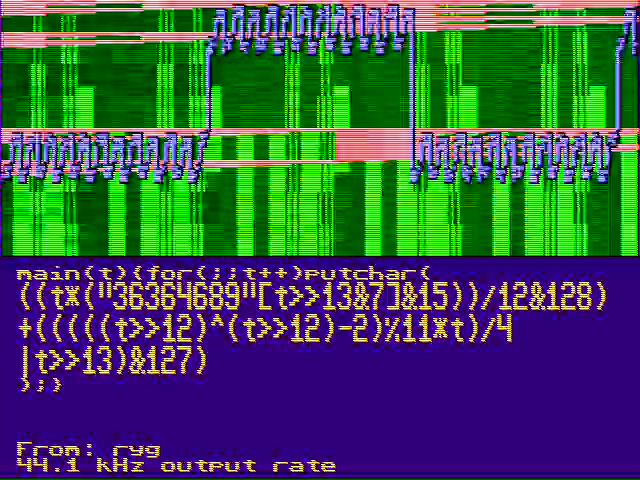 main(t){for(;;t++)putchar(
((t*("36364689"[t>>13&7]&15))/12&128)
+(((((t>>12)^(t>>12)-2)%11*t)/4
|t>>13)&127)
);}
From: ryg
44.1 kHz output rate